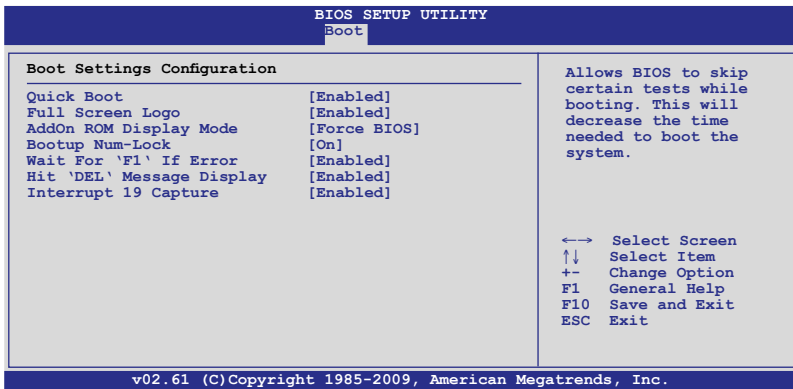 BIOS SETUP UTILITY
Boot
Boot Settings Configuration
Quick Boot [Enabled]
Full Screen Logo [Enabled]
AddOn ROM Display Mode [Force BIOS]
Bootup Num-Lock [On]
Wait For ‘F1‘ If Error [Enabled]
Hit ‘DEL‘ Message Display [Enabled]
Interrupt 19 Capture [Enabled]
Allows BIOS to skip
certain tests while
booting. This will
decrease the time
needed to boot the
system.
←→ Select Screen
↑↓ Select Item
+- Change Option
F1 General Help
F10 Save and Exit
ESC Exit
v02.61 (C)Copyright 1985-2009, American Megatrends, Inc.